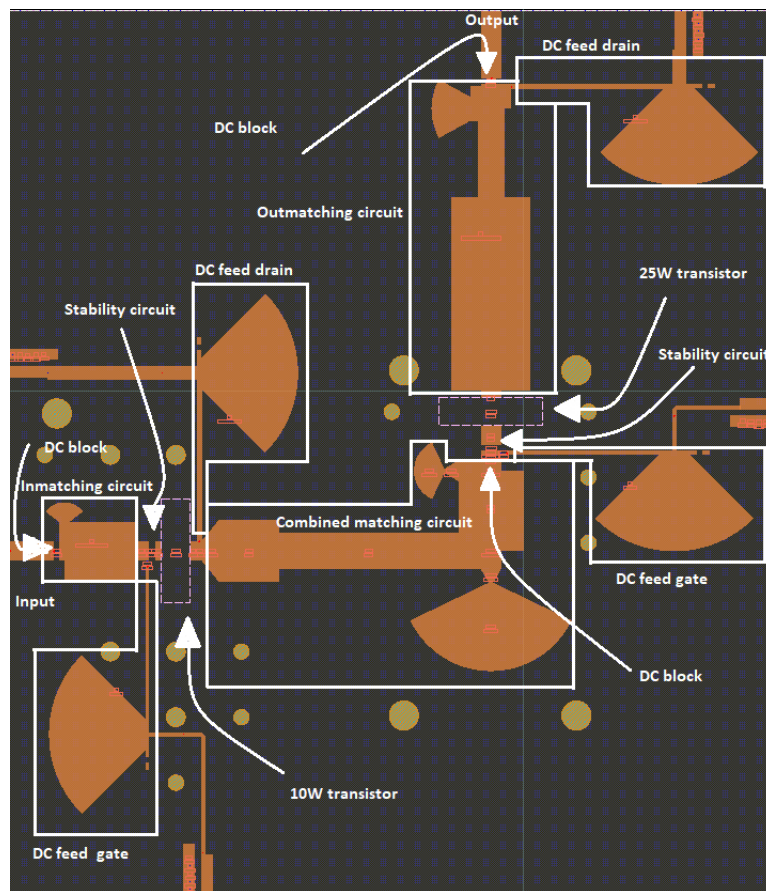 Output
DC feed drain
DC block
Outmatching circuit
DC feed drain
25W transistor
Stability circuit
Stability circuit
DC block
Inmatching circuit
Combined matching circuit
DC feed gate
Input
DC block
10W transistor
DC feed  gate